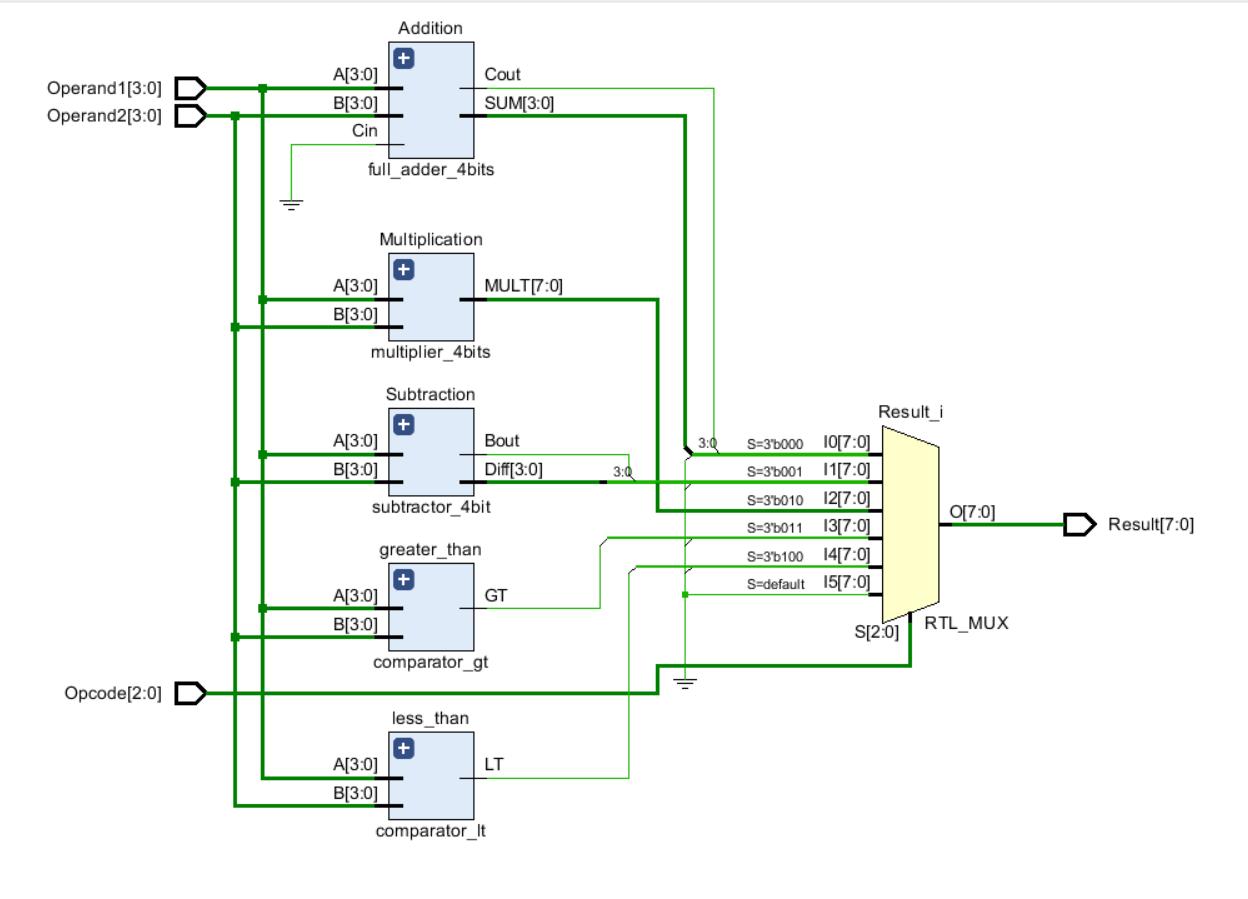 Addition
Operand1[3:0]
Operand2[3:0]
A[3:0]
B[3:0]
Cin
Cout
SUM[3:0]
full_adder_4bits
Multiplication
A[3:0]
B[3:0]
MULT[7:0]
multiplier_4bits
Subtraction
A[3:0]
B[3:0]
Bout
Diff[3:0]
3:0
subtractor_4bit
greater_than
A[3:0]
B[3:0]
GT
comparator_gt
Opcode[2:0]
less_than
A[3:0]
B[3:0]
LT
comparator_lt
Result_i
3:0
S=3'b000 I0[7:0]
S=3'b001 I1[7:0]
S=3'b010 I2[7:0]
S=3'b011 I3[7:0]
S=3'b100 I4[7:0]
S=default I5[7:0]
S[2:0]
RTL_MUX
O[7:0]
Result[7:0]